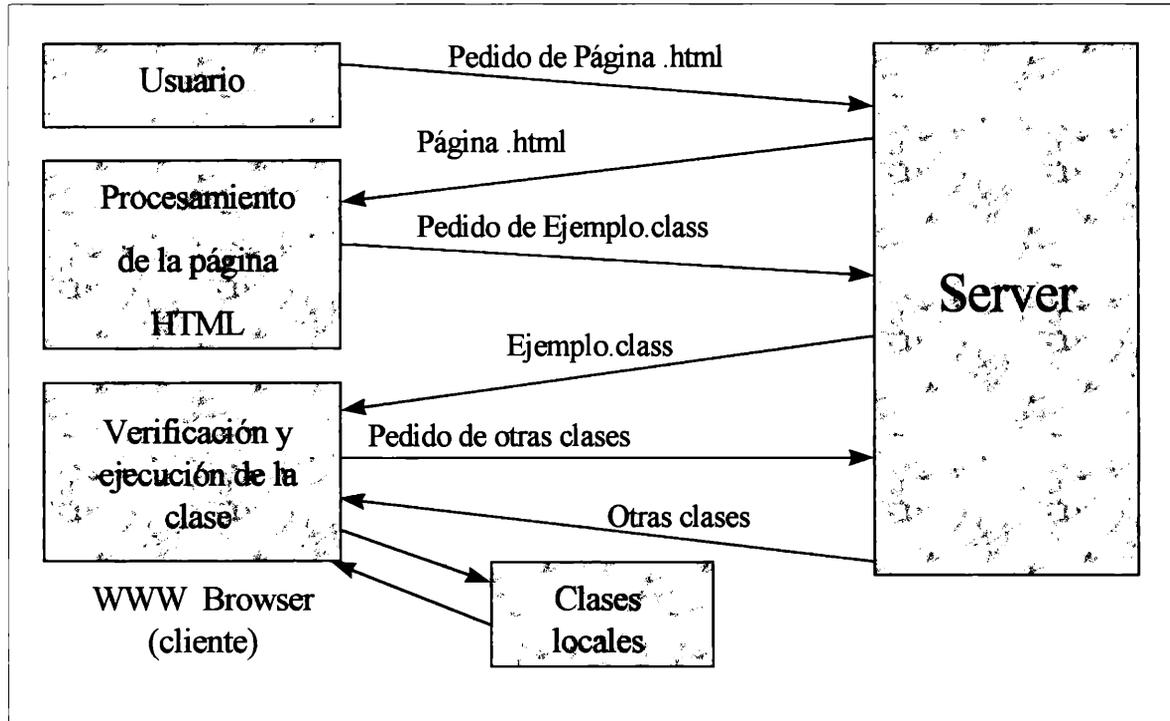 Usuario
Pedido de Página .html
Página .html
Procesamiento
de la página
HTML
Pedido de Ejemplo.class
Server
Ejemplo.class
Verificación y
ejecución de la
clase
Pedido de otras clases
Otras clases
WWW Browser
(cliente)
Clases
locales